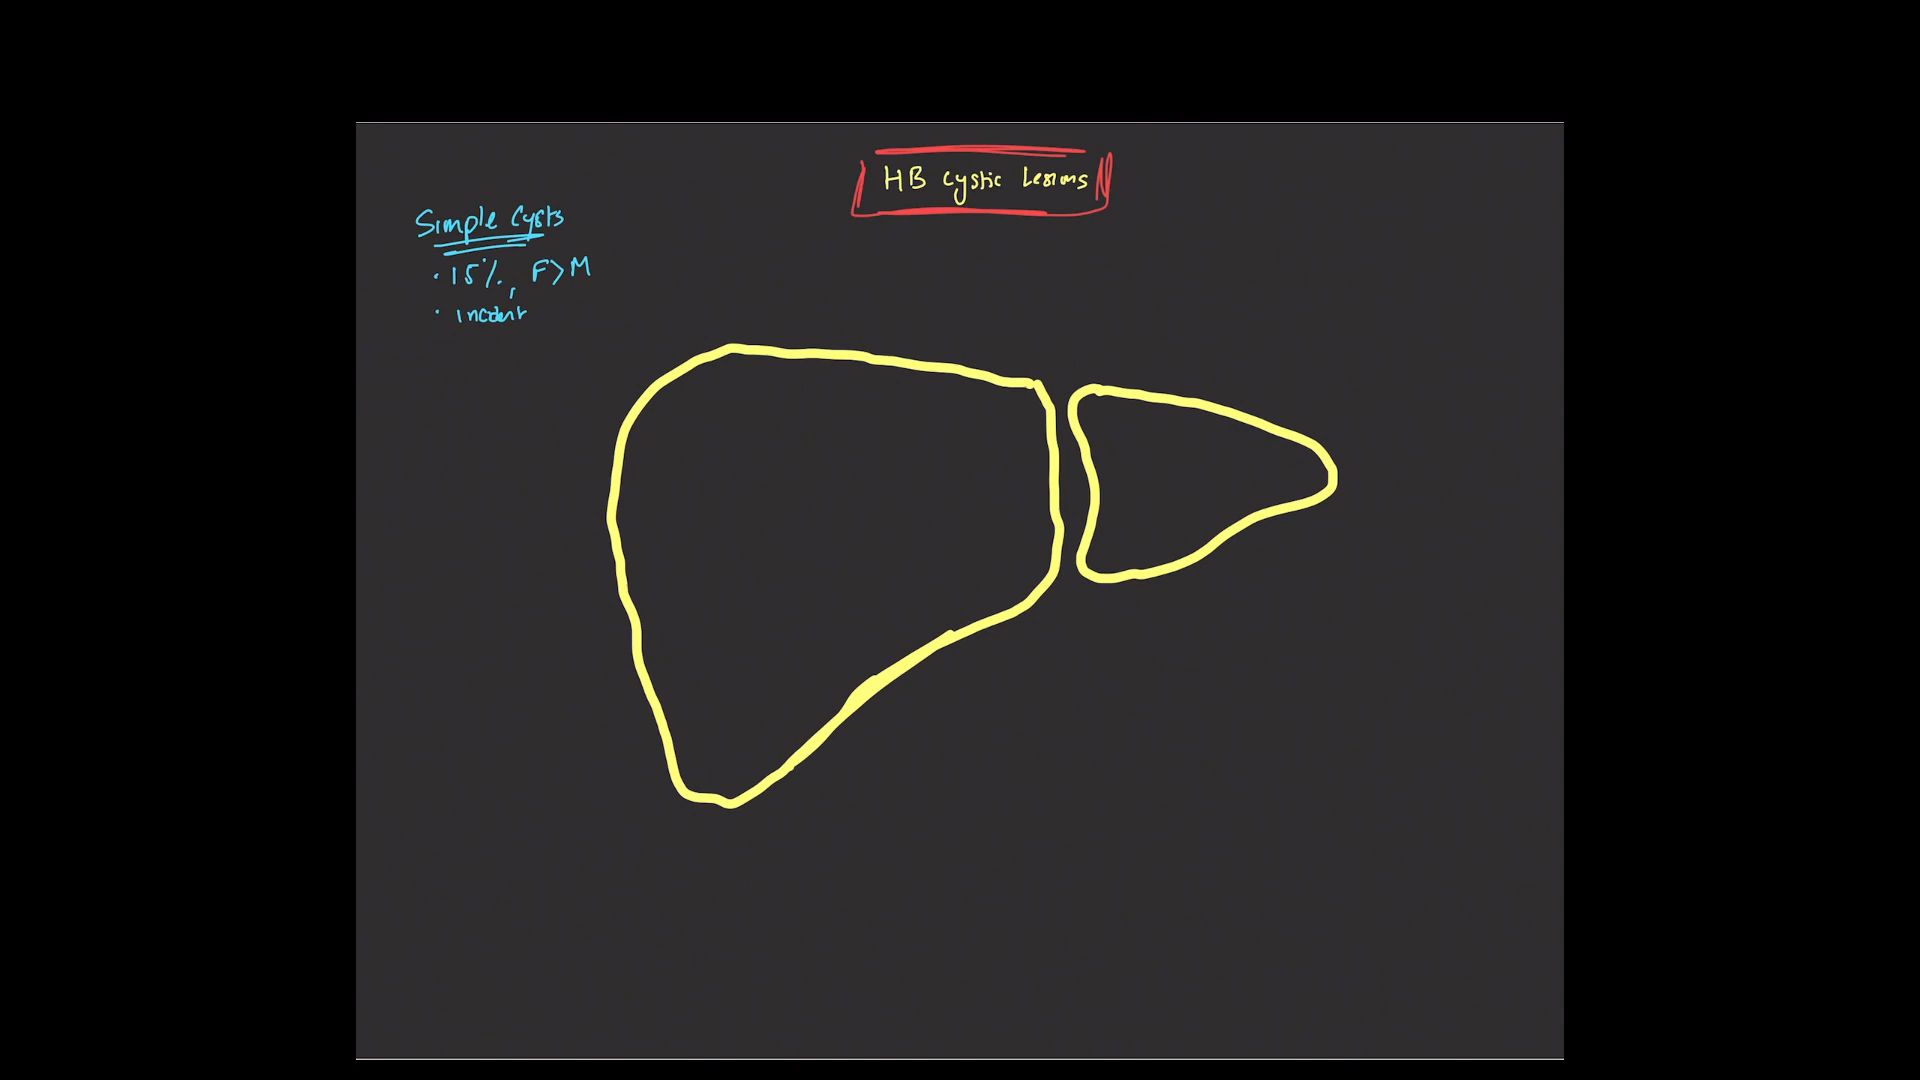 HB Cystic Lesions
Simple Cysts
• 15%, F>M
• incident